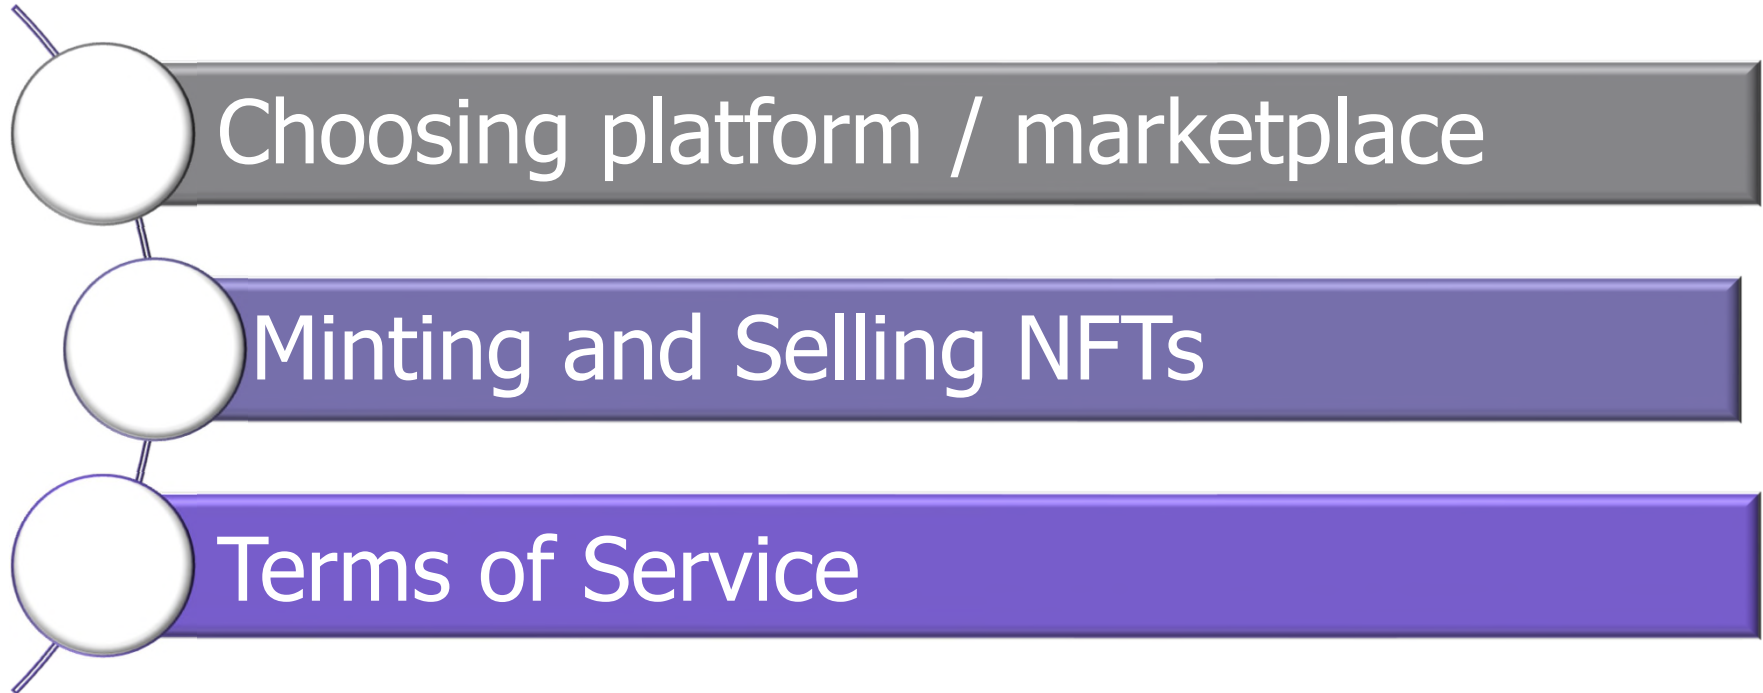 Choosing platform / marketplace
Minting and Selling NFTs
Terms of Service